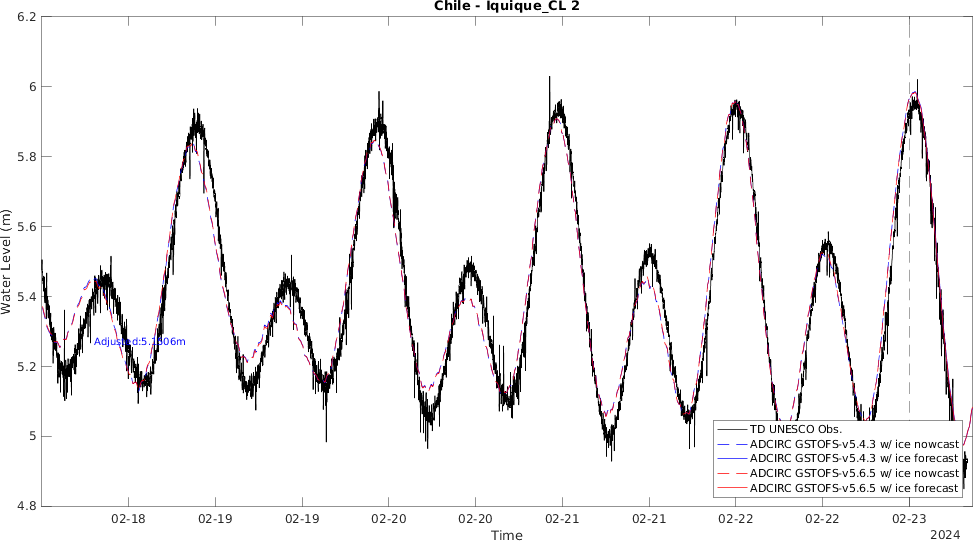 Chile - Iquique_CL 2
6.2
6
5.8
5.6
5.4
5.2
5
4.8
Water Level (m)
Adjusted:5.1806m
TD UNESCO Obs.
ADCIRC GSTOFS-v5.4.3 w/ ice nowcast
ADCIRC GSTOFS-v5.4.3 w/ ice forecast
ADCIRC GSTOFS-v5.6.5 w/ ice nowcast
ADCIRC GSTOFS-v5.6.5 w/ ice forecast
02-18 02-19 02-19 02-20 02-20 02-21 02-21 02-22 02-22 02-23
Time
2024